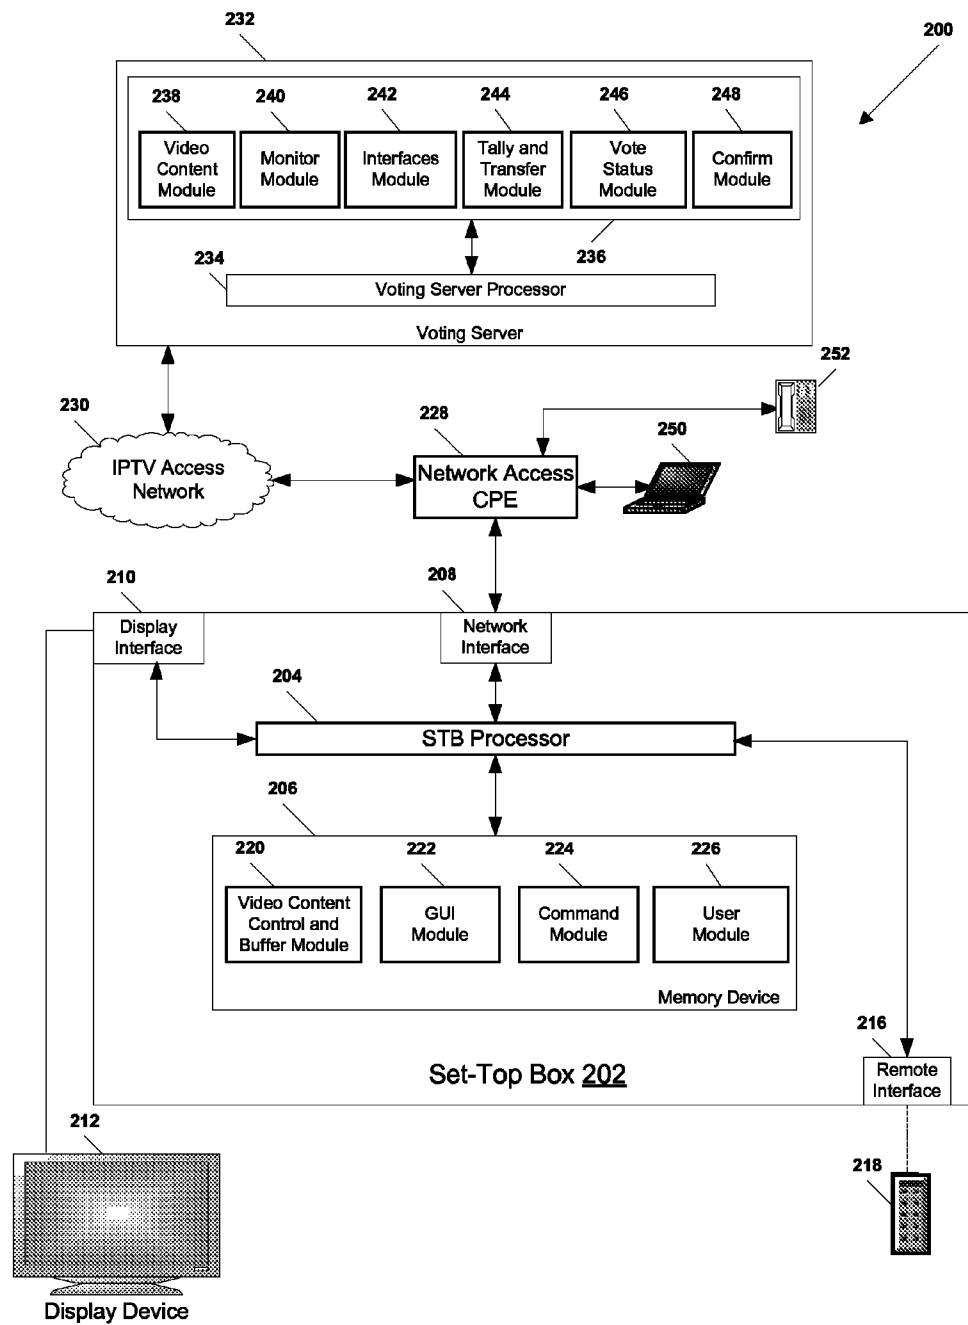 232
200
238
240
242
244
246
248
Video
Content
Module
Monitor
Module
Interfaces
Module
Tally and
Transfer
Module
Vote
Status
Module
Confirm
Module
234
236
Voting Server Processor
Voting Server
252
230
228
250
IPTV Access
Network
Network Access
CPE
210
208
Display
Interface
Network
Interface
204
STB Processor
206
220
222
224
226
Video Content
Control and
Buffer Module
GUI
Module
Command
Module
User
Module
Memory Device
216
Set-Top Box 202
Remote
Interface
212
218
Display Device